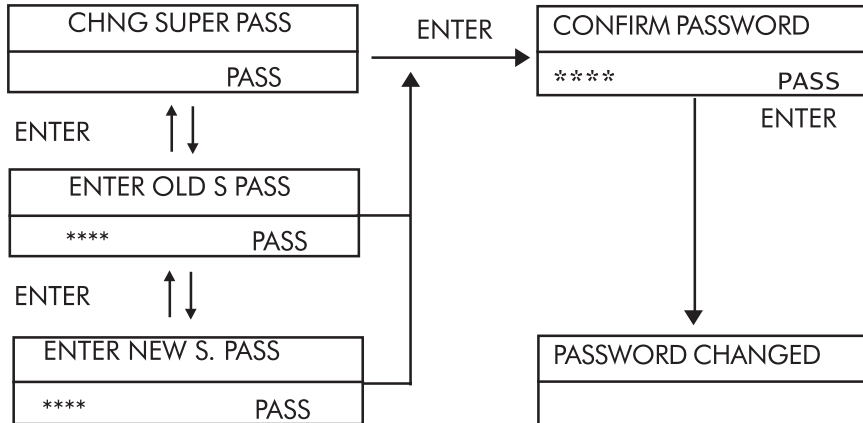 CHNG SUPER PASS
PASS
ENTER
CONFIRM PASSWORD
**** PASS
ENTER
ENTER
ENTER OLD S PASS
**** PASS
ENTER
ENTER NEW S. PASS
**** PASS
PASSWORD CHANGED